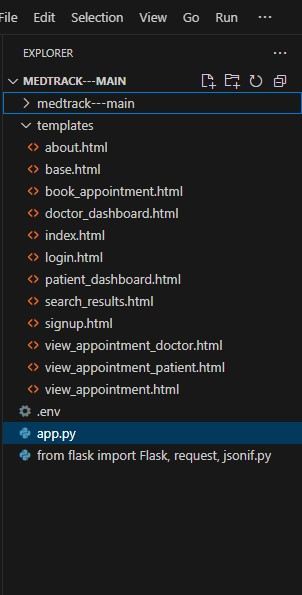 File Edit Selection View Go Run ···
EXPLORER ···
MEDTRACK---MAIN
medtrack---main
templates
<> about.html
<> base.html
<> book_appointment.html
<> doctor_dashboard.html
<> index.html
<> login.html
<> patient_dashboard.html
<> search_results.html
<> signup.html
<> view_appointment_doctor.html
<> view_appointment_patient.html
<> view_appointment.html
.env
app.py
from flask import Flask, request, jsonif.py